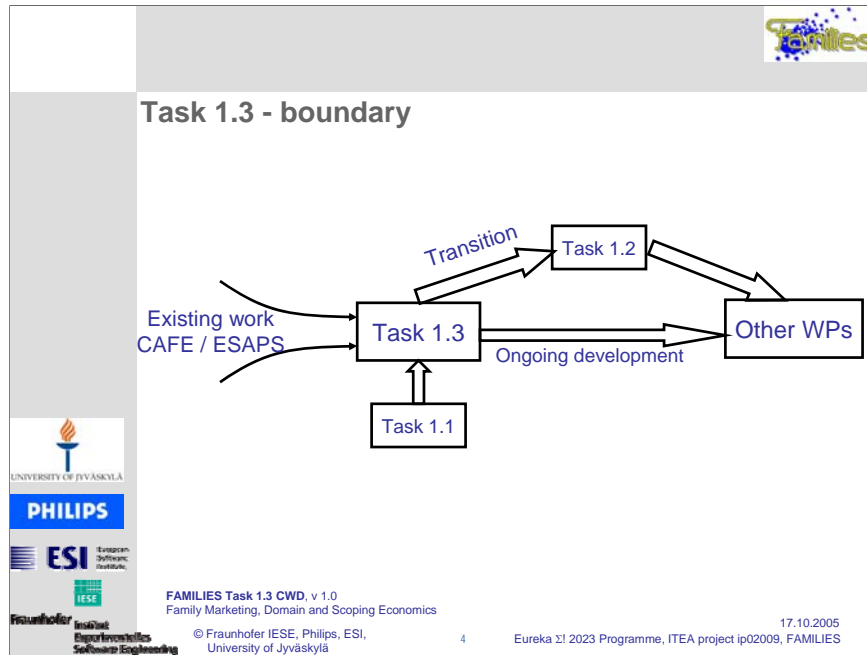 Families
Task 1.3 - boundary
Transition
Task 1.2
Existing work
CAFE / ESAPS
Task 1.3
Other WPs
Ongoing development
Task 1.1
UNIVERSITY OF JYVÄSKYLÄ
PHILIPS
ESI
European
Software
Institute
IESE
Fraunhofer
Institut
Experimentelles
Software Engineering
FAMILIES Task 1.3 CWD, v 1.0
Family Marketing, Domain and Scoping Economics
© Fraunhofer IESE, Philips, ESI,
University of Jyväskylä
4
17.10.2005
Eureka Σ! 2023 Programme, ITEA project ip02009, FAMILIES